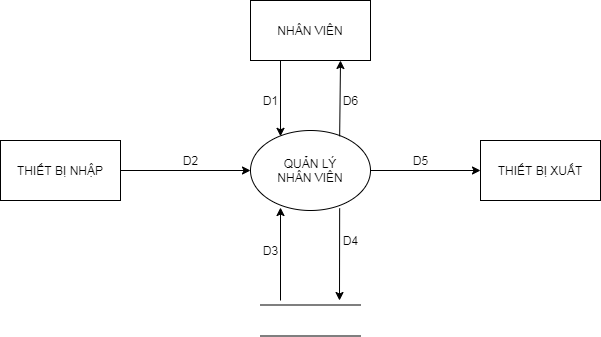 NHÂN VIÊN
D1
D6
THIẾT BỊ NHẬP
D2
QUẢN LÝ
NHÂN VIÊN
D5
THIẾT BỊ XUẤT
D3
D4